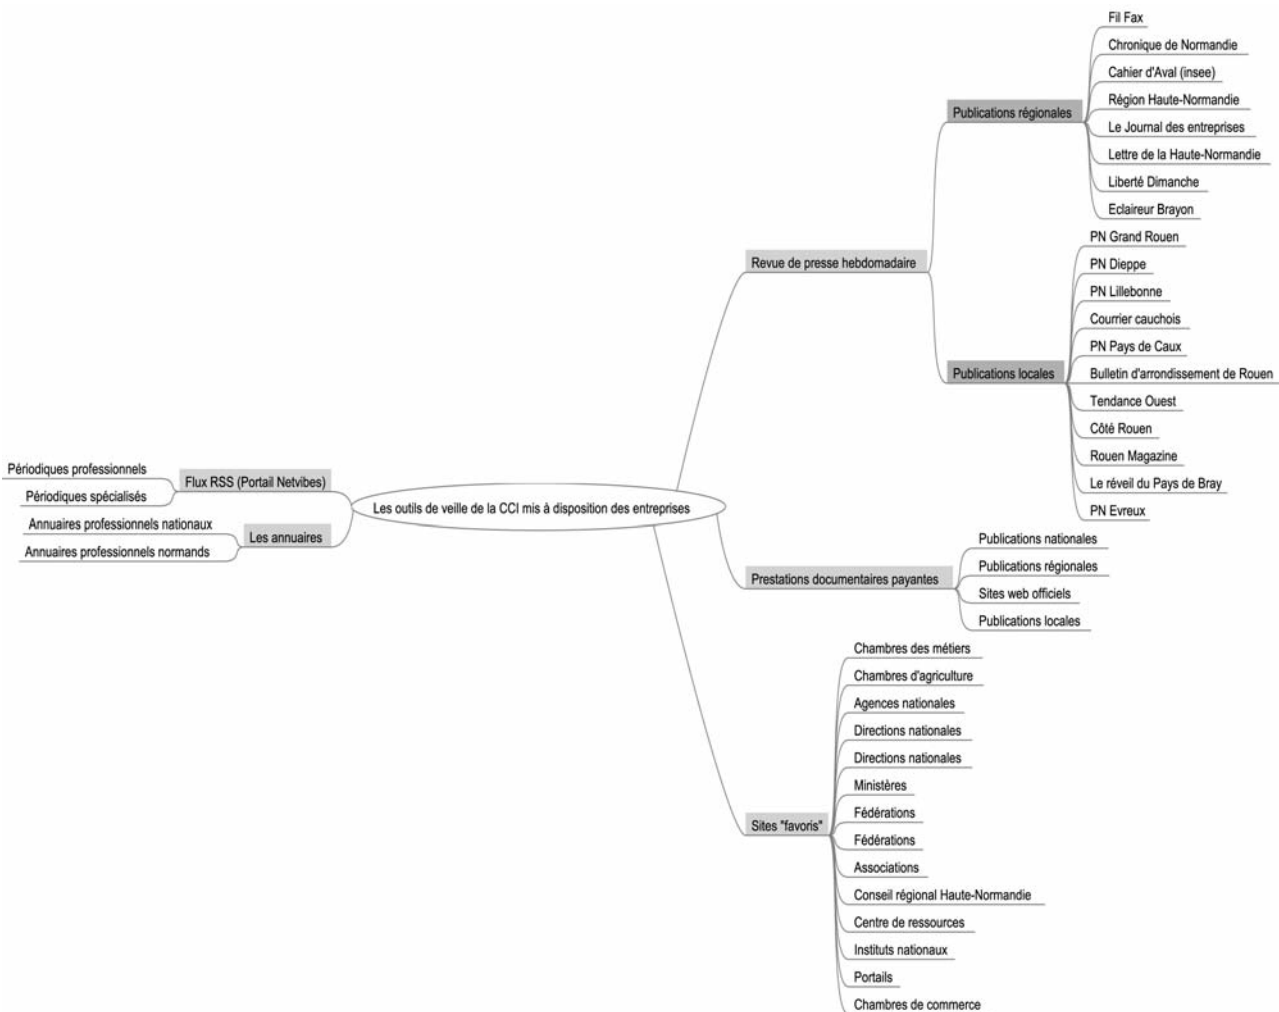 Les outils de veille de la CCI mis à disposition des entreprises
Flux RSS (Portail Netvibes)
Périodiques professionnels
Périodiques spécialisés
Les annuaires
Annuaires professionnels nationaux
Annuaires professionnels normands
Revue de presse hebdomadaire
Publications régionales
Fil Fax
Chronique de Normandie
Cahier d'Aval (insee)
Région Haute-Normandie
Le Journal des entreprises
Lettre de la Haute-Normandie
Liberté Dimanche
Eclaireur Brayon
Publications locales
PN Grand Rouen
PN Dieppe
PN Lillebonne
Courrier cauchois
PN Pays de Caux
Bulletin d'arrondissement de Rouen
Tendance Ouest
Côté Rouen
Rouen Magazine
Le réveil du Pays de Bray
PN Evreux
Prestations documentaires payantes
Publications nationales
Publications régionales
Sites web officiels
Publications locales
Sites "favoris"
Chambres des métiers
Chambres d'agriculture
Agences nationales
Directions nationales
Directions nationales
Ministères
Fédérations
Fédérations
Associations
Conseil régional Haute-Normandie
Centre de ressources
Instituts nationaux
Portails
Chambres de commerce